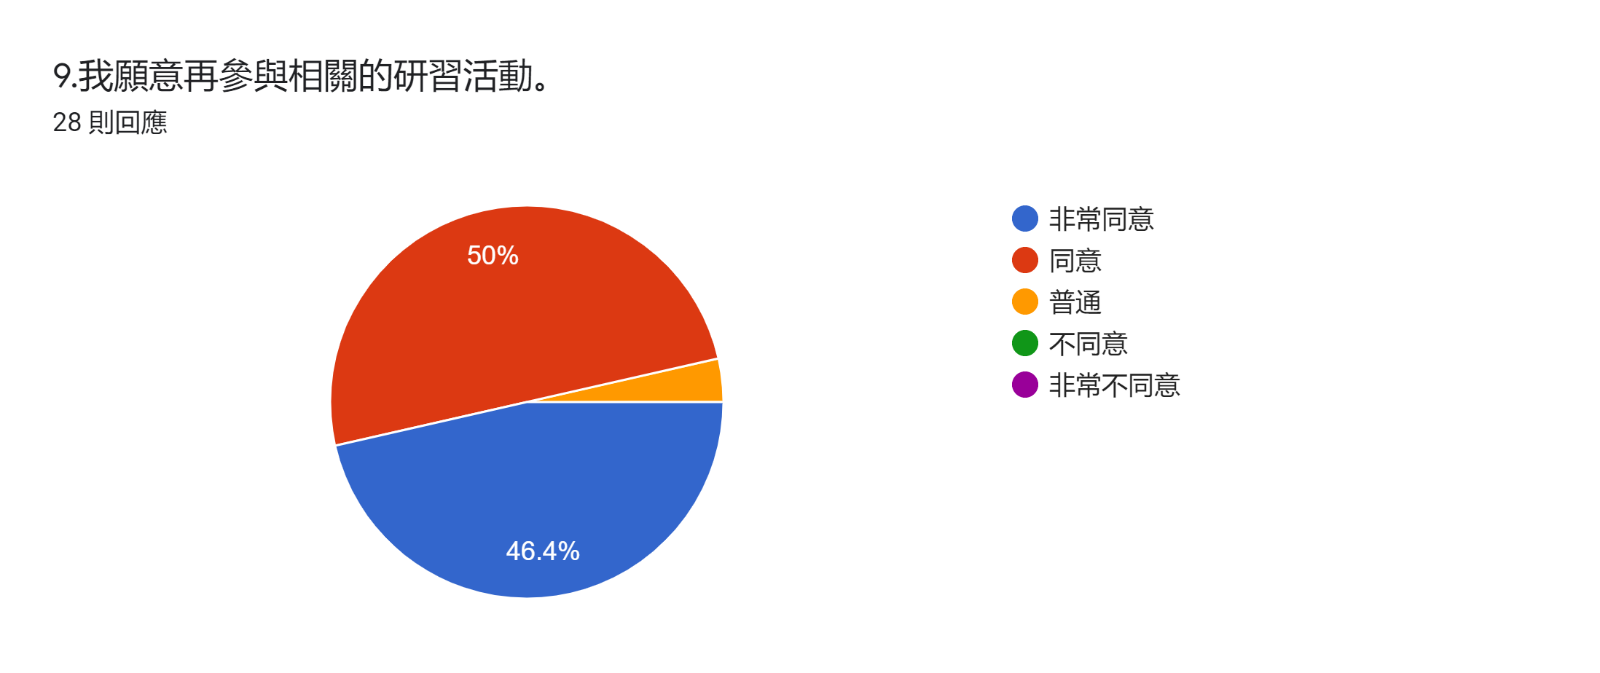 9.我願意再參與相關的研習活動。
28 則回應
50%
46.4%
非常同意
同意
普通
不同意
非常不同意